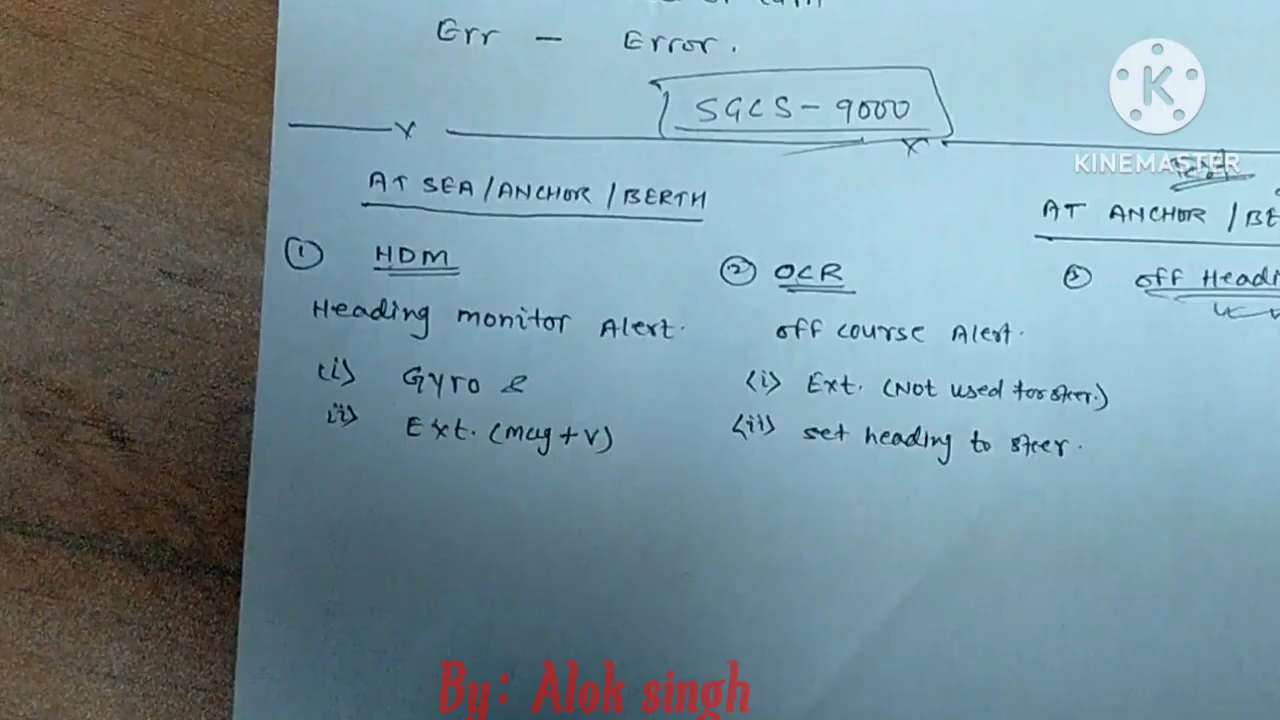 Err - Error.
SGCS-9000
KINEMASTER
AT SEA/ANCHOR/BERTH
① HDM
Heading monitor Alert.
(i) Gyro &
(ii) Ext. (Mag+V)
② OCR
off course Alert.
(i) Ext. (Not used for steer.)
(ii) set heading to steer.
AT ANCHOR/BE
③ off Headi
By: Alok singh